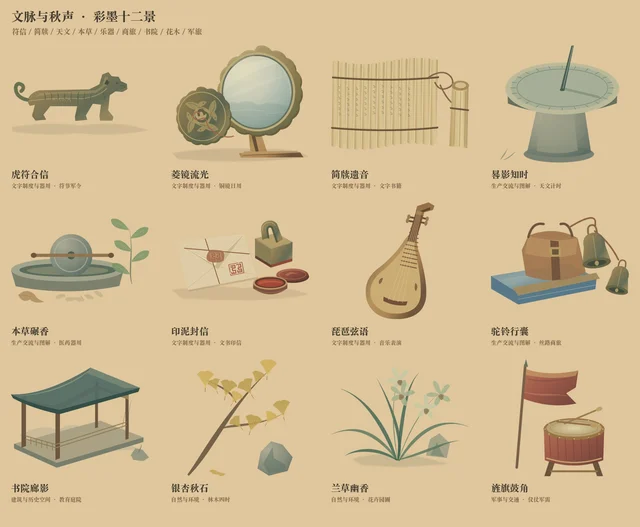 文脉与秋声 · 彩墨十二景
符信 / 简牍 / 天文 / 本草 / 乐器 / 商旅 / 书院 / 花木 / 军旅
虎符合信
文字制度与器用 · 符节军令
菱镜流光
文字制度与器用 · 铜镜日用
简牍遗音
文字制度与器用 · 文字书籍
晷影知时
生产交流与图解 · 天文计时
本草碾香
生产交流与图解 · 医药器用
印泥封信
文字制度与器用 · 文书印信
琵琶弦语
文字制度与器用 · 音乐表演
驼铃行囊
生产交流与图解 · 丝路商旅
书院廊影
建筑与历史空间 · 教育庭院
银杏秋石
自然与环境 · 林木四时
兰草幽香
自然与环境 · 花卉园圃
旌旗鼓角
军事与交通 · 仪仗军旅